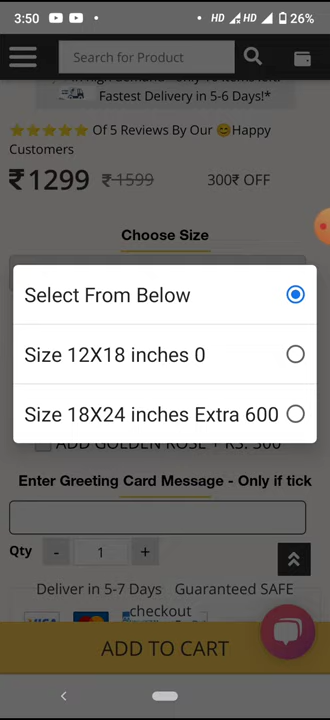 3:50
HD HD 26%
Search for Product
Fastest Delivery in 5-6 Days!*
Of 5 Reviews By Our 😊Happy
Customers
₹1299 ₹1599 300₹ OFF
Choose Size
Select From Below
Size 12X18 inches 0
Size 18X24 inches Extra 600
ADD GOLDEN ROSE + RS. 300
Enter Greeting Card Message - Only if tick
Qty - 1 +
Deliver in 5-7 Days Guaranteed SAFE
checkout
VISA
ADD TO CART